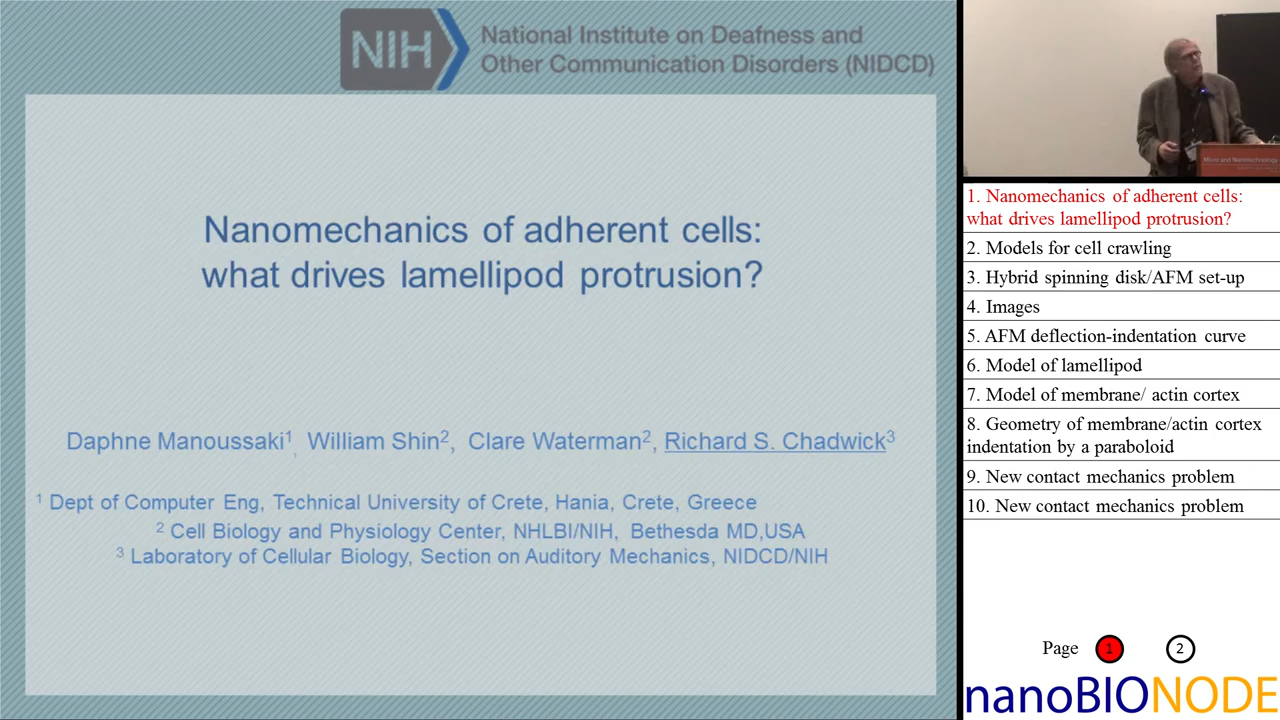 NIH National Institute on Deafness and
Other Communication Disorders (NIDCD)
Nanomechanics of adherent cells:
what drives lamellipod protrusion?
Daphne Manoussaki1, William Shin2, Clare Waterman2, Richard S. Chadwick3
1 Dept of Computer Eng, Technical University of Crete, Hania, Crete, Greece
2 Cell Biology and Physiology Center, NHLBI/NIH, Bethesda MD,USA
3 Laboratory of Cellular Biology, Section on Auditory Mechanics, NIDCD/NIH
Micro and Nanotechnology
1. Nanomechanics of adherent cells:
what drives lamellipod protrusion?
2. Models for cell crawling
3. Hybrid spinning disk/AFM set-up
4. Images
5. AFM deflection-indentation curve
6. Model of lamellipod
7. Model of membrane/ actin cortex
8. Geometry of membrane/actin cortex
indentation by a paraboloid
9. New contact mechanics problem
10. New contact mechanics problem
Page 1 2
nanoBIONODE